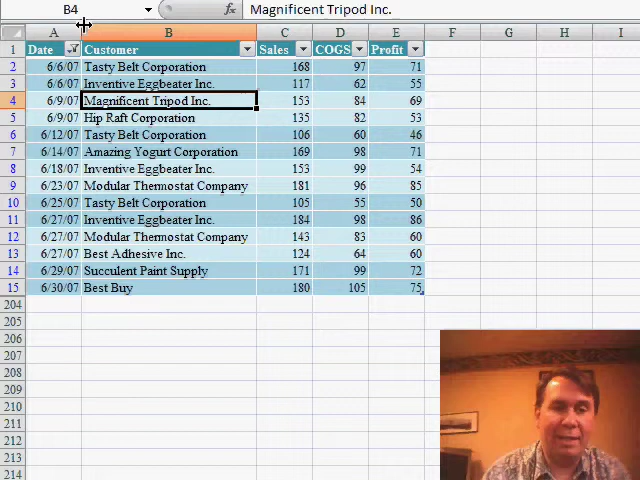 B4 fx Magnificent Tripod Inc.
A B C D E F G H I
1 Date Customer Sales COGS Profit
2 6/6/07 Tasty Belt Corporation 168 97 71
3 6/6/07 Inventive Eggbeater Inc. 117 62 55
4 6/9/07 Magnificent Tripod Inc. 153 84 69
5 6/9/07 Hip Raft Corporation 135 82 53
6 6/12/07 Tasty Belt Corporation 106 60 46
7 6/14/07 Amazing Yogurt Corporation 169 98 71
8 6/18/07 Inventive Eggbeater Inc. 153 99 54
9 6/23/07 Modular Thermostat Company 181 96 85
10 6/25/07 Tasty Belt Corporation 105 55 50
11 6/27/07 Inventive Eggbeater Inc. 184 98 86
12 6/27/07 Modular Thermostat Company 143 83 60
13 6/27/07 Best Adhesive Inc. 124 64 60
14 6/29/07 Succulent Paint Supply 171 99 72
15 6/30/07 Best Buy 180 105 75
204
205
206
207
208
209
210
211
212
213
214